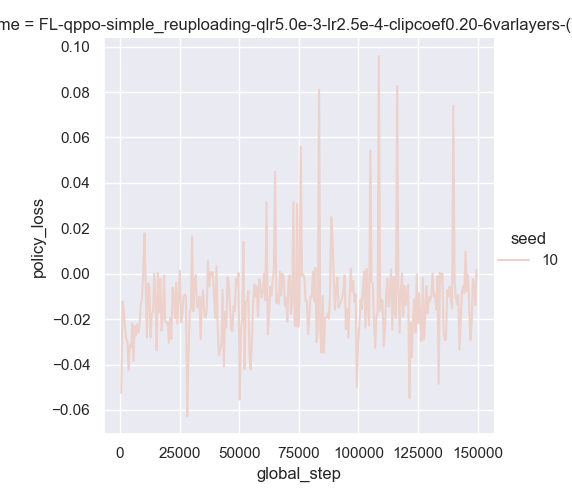 me = FL-qppo-simple_reuploading-qlr5.0e-3-lr2.5e-4-clipcoef0.20-6varlayers-(
0.10
0.08
0.06
0.04
0.02
0.00
−0.02
−0.04
−0.06
policy_loss
seed
10
0 25000 50000 75000 100000 125000 150000
global_step